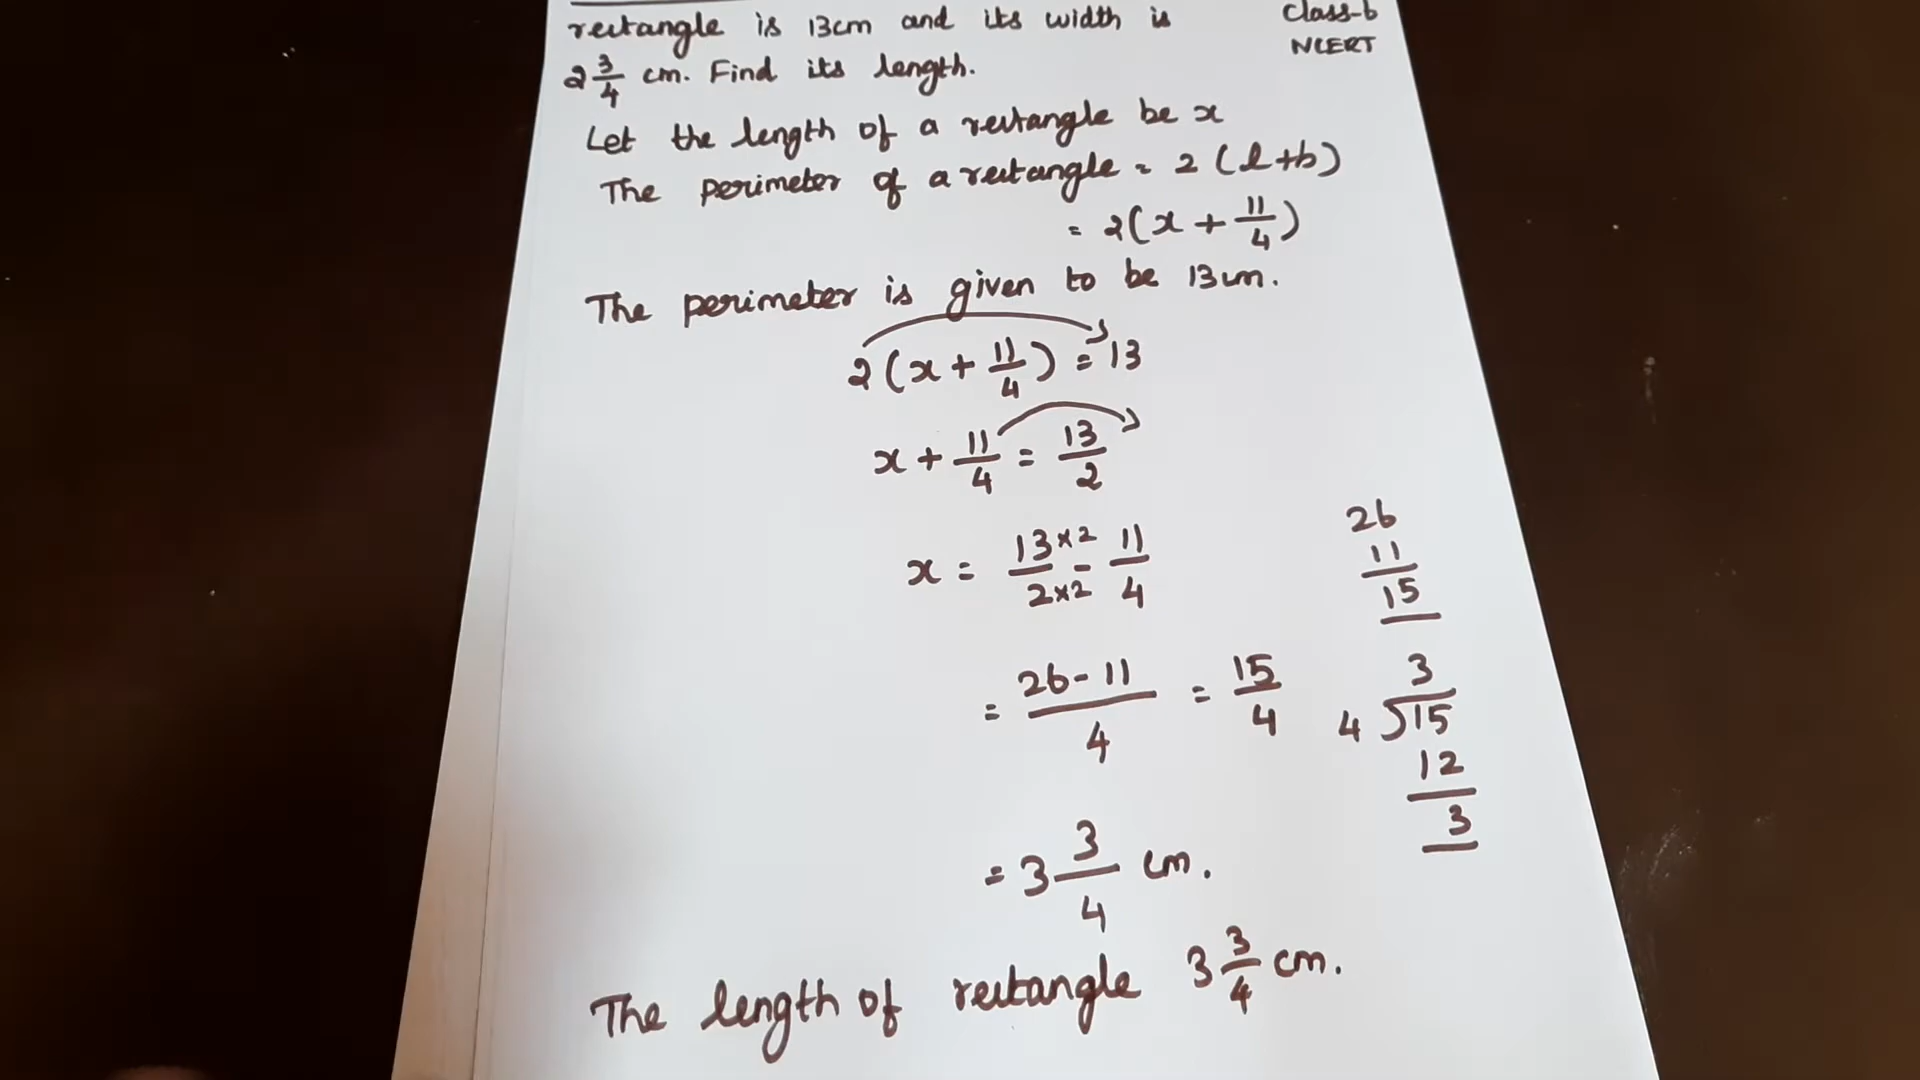 rectangle is 13cm and its width is
2 3/4 cm. Find its length.
Class-6
NCERT
Let the length of a rectangle be x
The perimeter of a rectangle = 2 (l+b)
= 2(x + 11/4)
The perimeter is given to be 13cm.
2(x + 11/4) = 13
x + 11/4 = 13/2
x = 13×2/2×2 - 11/4
26
11
15
= 26-11/4 = 15/4
3
4 )15
12
3
= 3 3/4 cm.
The length of rectangle 3 3/4 cm.